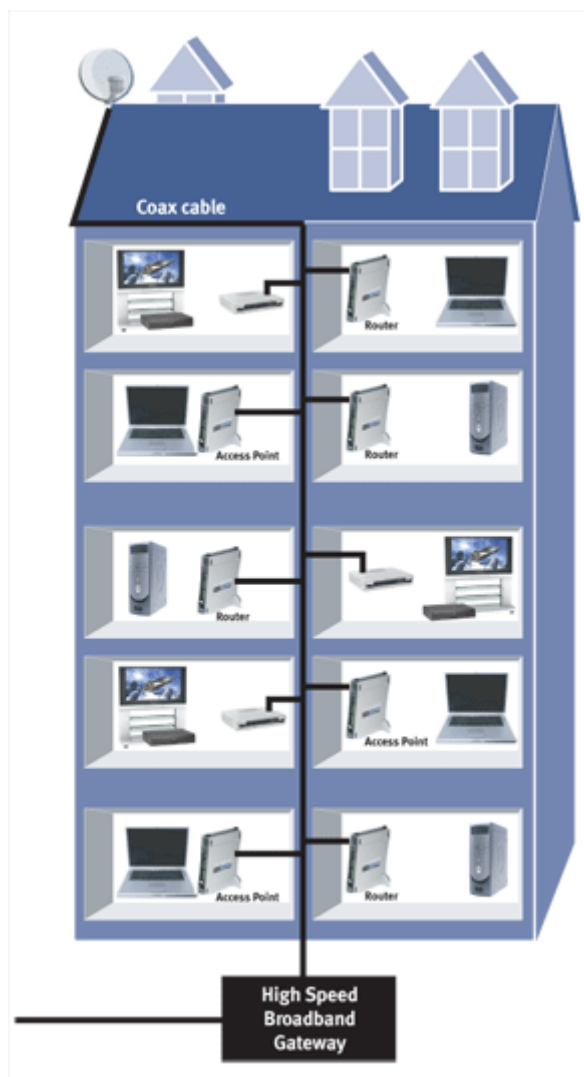 Coax cable
Router
Access Point
Router
Router
Access Point
Access Point
Router
High Speed
Broadband
Gateway